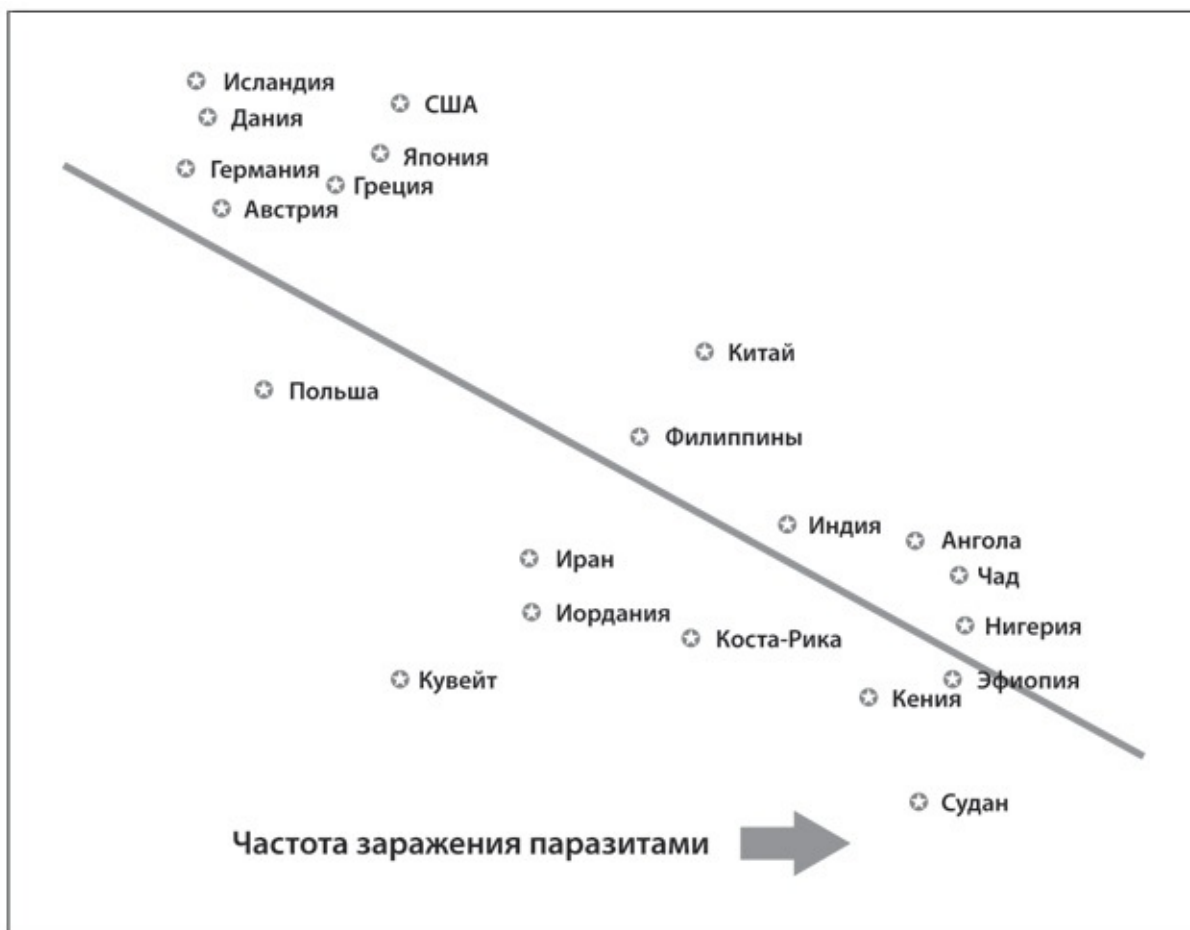 Исландия
США
Дания
Япония
Германия
Греция
Австрия
Китай
Польша
Филиппины
Индия
Ангола
Иран
Чад
Иордания
Нигерия
Коста-Рика
Кувейт
Эфиопия
Кения
Судан
Частота заражения паразитами